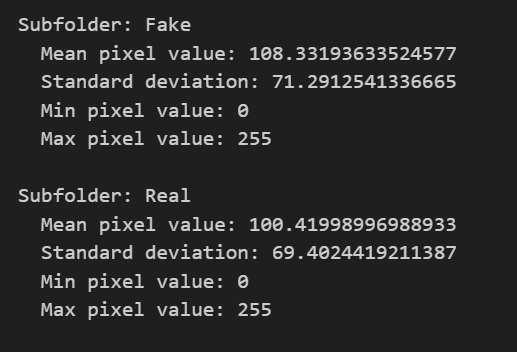 Subfolder: Fake
  Mean pixel value: 108.33193633524577
  Standard deviation: 71.2912541336665
  Min pixel value: 0
  Max pixel value: 255

Subfolder: Real
  Mean pixel value: 100.41998996988933
  Standard deviation: 69.4024419211387
  Min pixel value: 0
  Max pixel value: 255